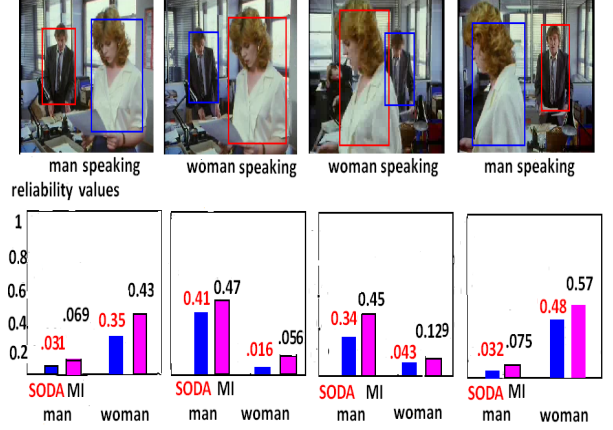 man speaking woman speaking woman speaking man speaking
reliability values
1
0.8
0.6
0.4
0.2
.031 .069 0.35 0.43
0.41 0.47 .016 .056
0.34 0.45 .043 0.129
.032 .075 0.48 0.57
SODA MI SODA MI SODA MI SODA MI
man woman man woman man woman man woman